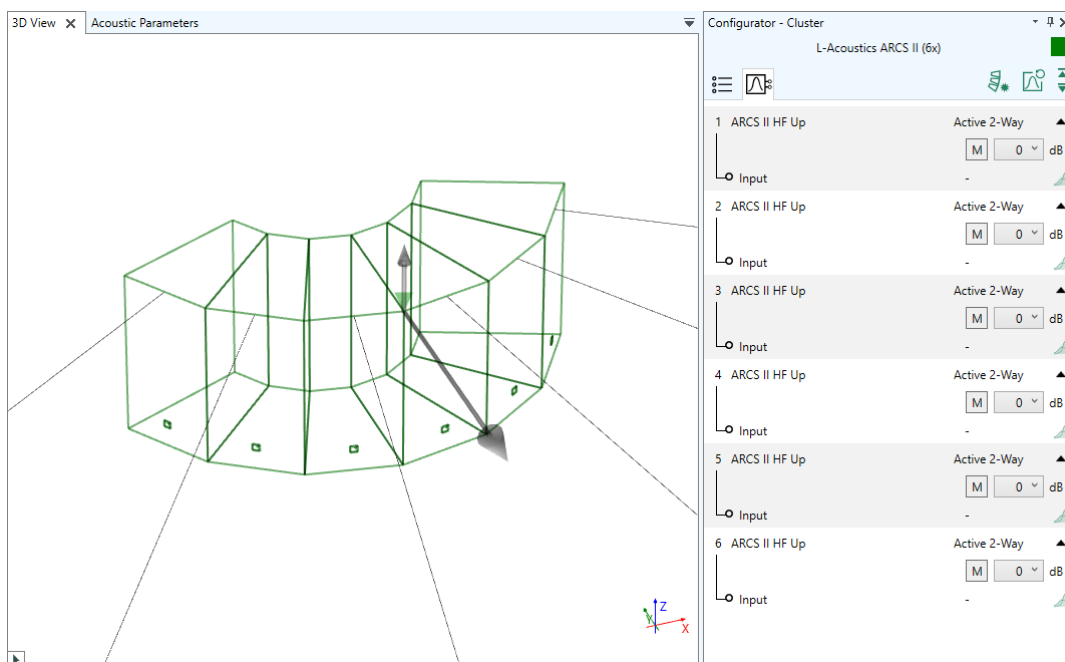 3D View
Acoustic Parameters
Configurator - Cluster
L-Acoustics ARCS II (6x)
1 ARCS II HF Up Active 2-Way
M 0 dB
Input -
2 ARCS II HF Up Active 2-Way
M 0 dB
Input -
3 ARCS II HF Up Active 2-Way
M 0 dB
Input -
4 ARCS II HF Up Active 2-Way
M 0 dB
Input -
5 ARCS II HF Up Active 2-Way
M 0 dB
Input -
6 ARCS II HF Up Active 2-Way
M 0 dB
Input -
Z
Y
X